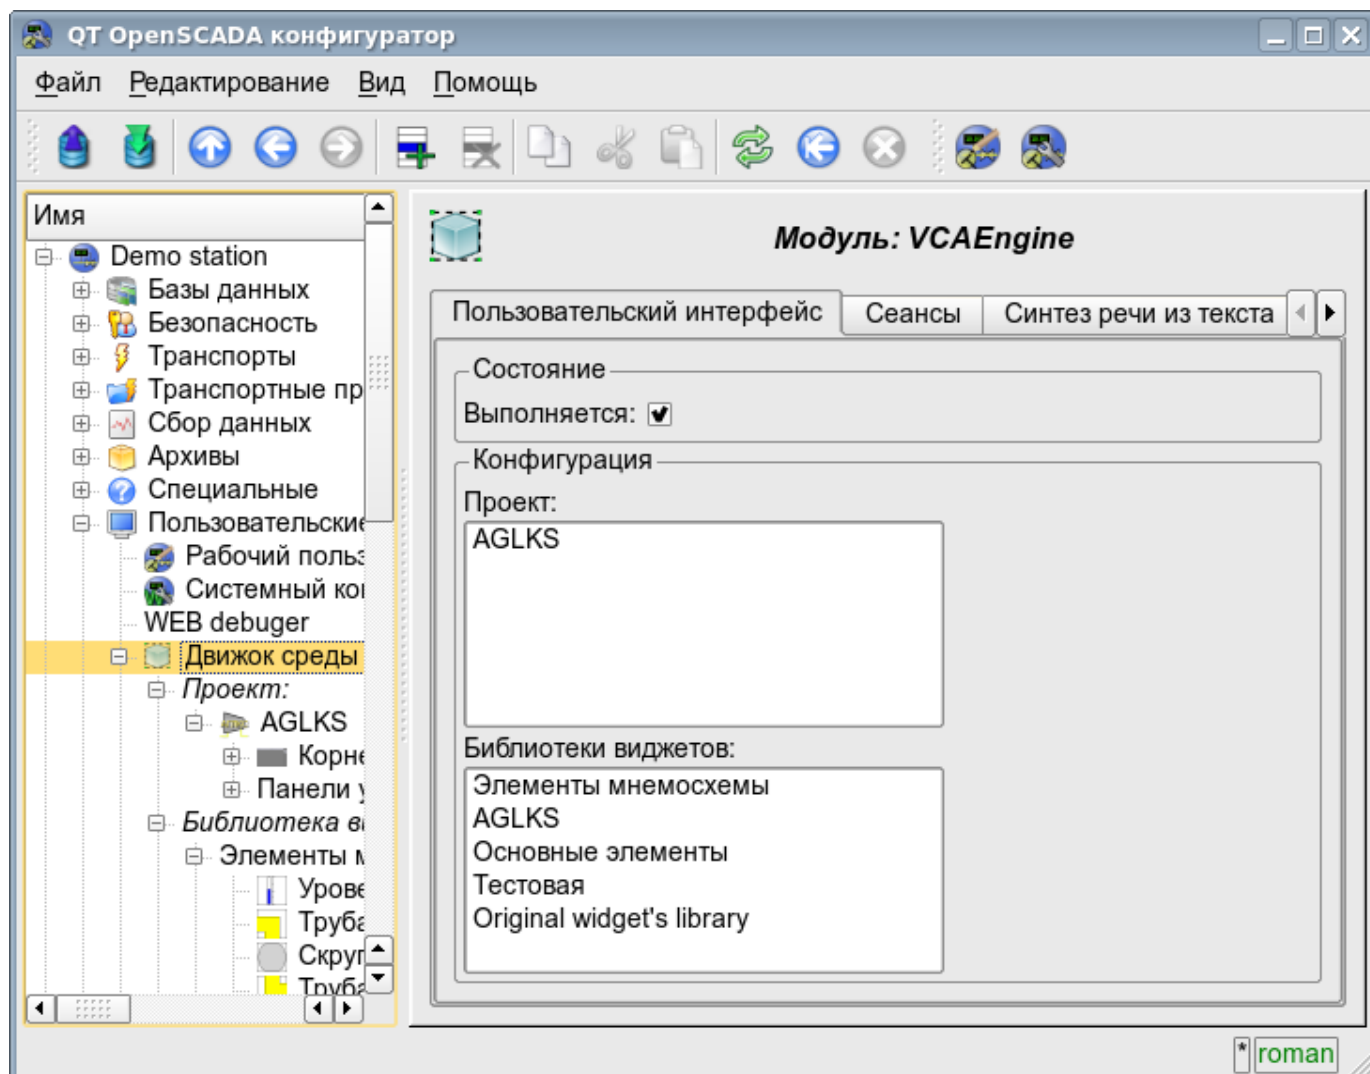 QT OpenSCADA конфигуратор
Файл Редактирование Вид Помощь
Имя
Demo station
Базы данных
Безопасность
Транспорты
Транспортные пр
Сбор данных
Архивы
Специальные
Пользовательские
Рабочий польз
Системный кон
WEB debuger
Движок среды
Проект:
AGLKS
Корне
Панели у
Библиотека ви
Элементы м
Урове
Труба
Скруг
Труба
Модуль: VCAEngine
Пользовательский интерфейс Сеансы Синтез речи из текста
Состояние
Выполняется:
Конфигурация
Проект:
AGLKS
Библиотеки виджетов:
Элементы мнемосхемы
AGLKS
Основные элементы
Тестовая
Original widget's library
* roman